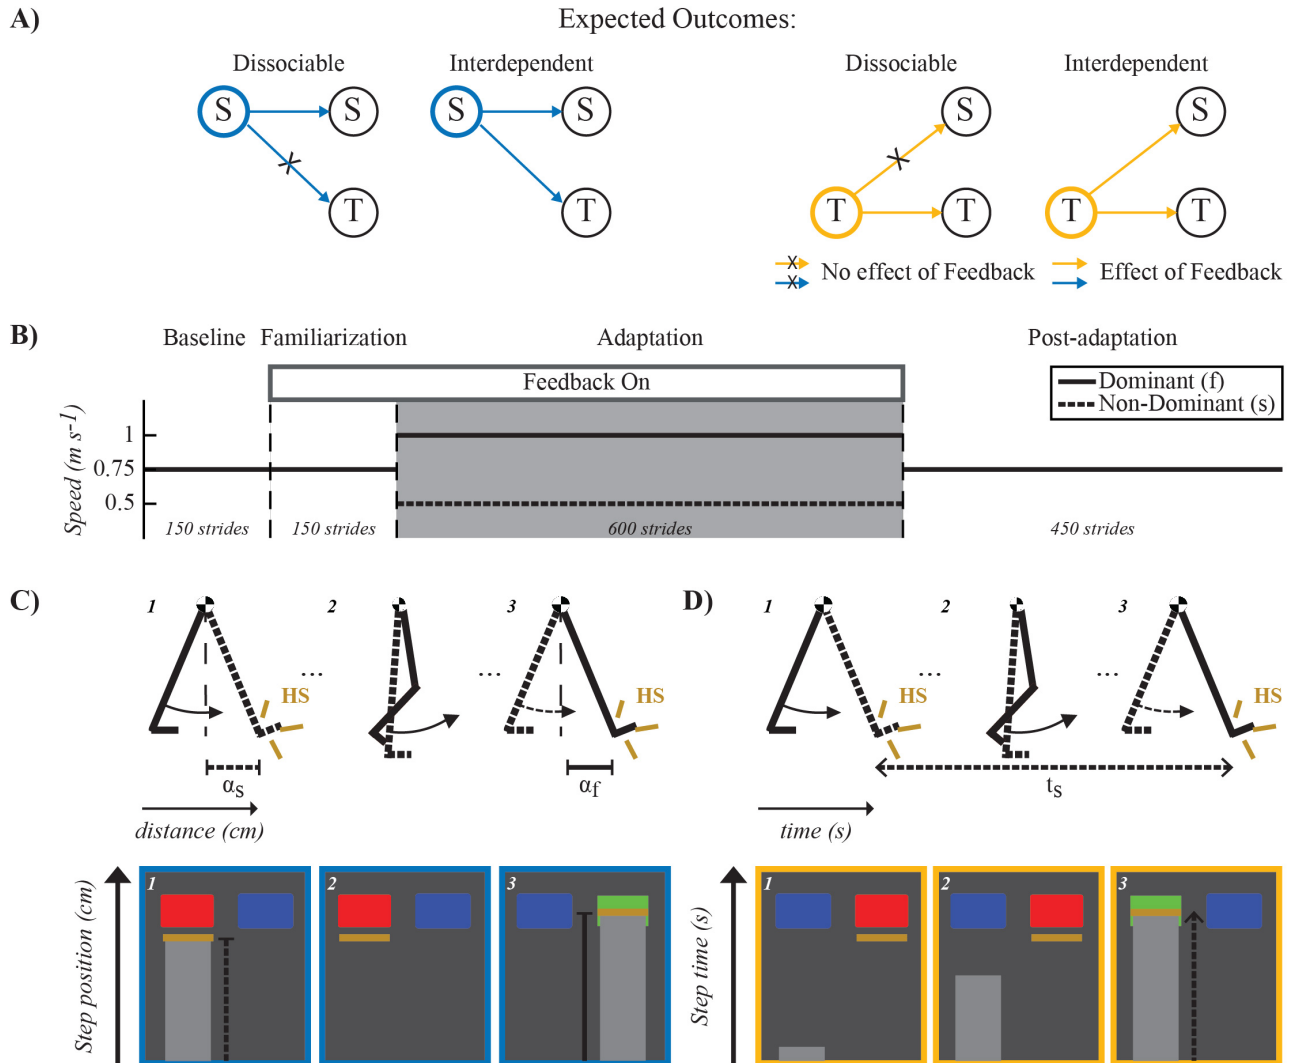 A)
Expected Outcomes:
Dissociable
Interdependent
Dissociable
Interdependent
S
S
S
S
S
S
T
T
T
T
T
T
X
X
X No effect of Feedback
X
Effect of Feedback
B)
Baseline
Familiarization
Adaptation
Post-adaptation
Feedback On
Dominant (f)
Non-Dominant (s)
Speed (m s-1)
1
0.75
0.5
150 strides
150 strides
600 strides
450 strides
C)
1
2
3
...
...
HS
HS
αs
αf
distance (cm)
Step position (cm)
1
2
3
D)
1
2
3
...
...
HS
HS
ts
time (s)
Step time (s)
1
2
3